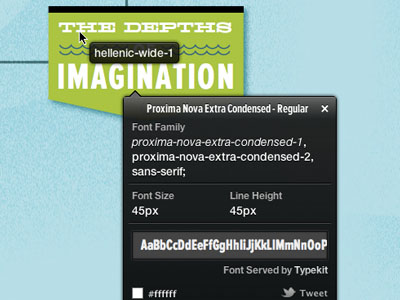 THE DEPTHS
hellenic-wide-1
IMAGINATION
Proxima Nova Extra Condensed - Regular ×
Font Family
proxima-nova-extra-condensed-1,
proxima-nova-extra-condensed-2,
sans-serif;
Font Size Line Height
45px 45px
AaBbCcDdEeFfGgHhIiJjKkLlMmNnOoP
Font Served by Typekit
#ffffff Tweet